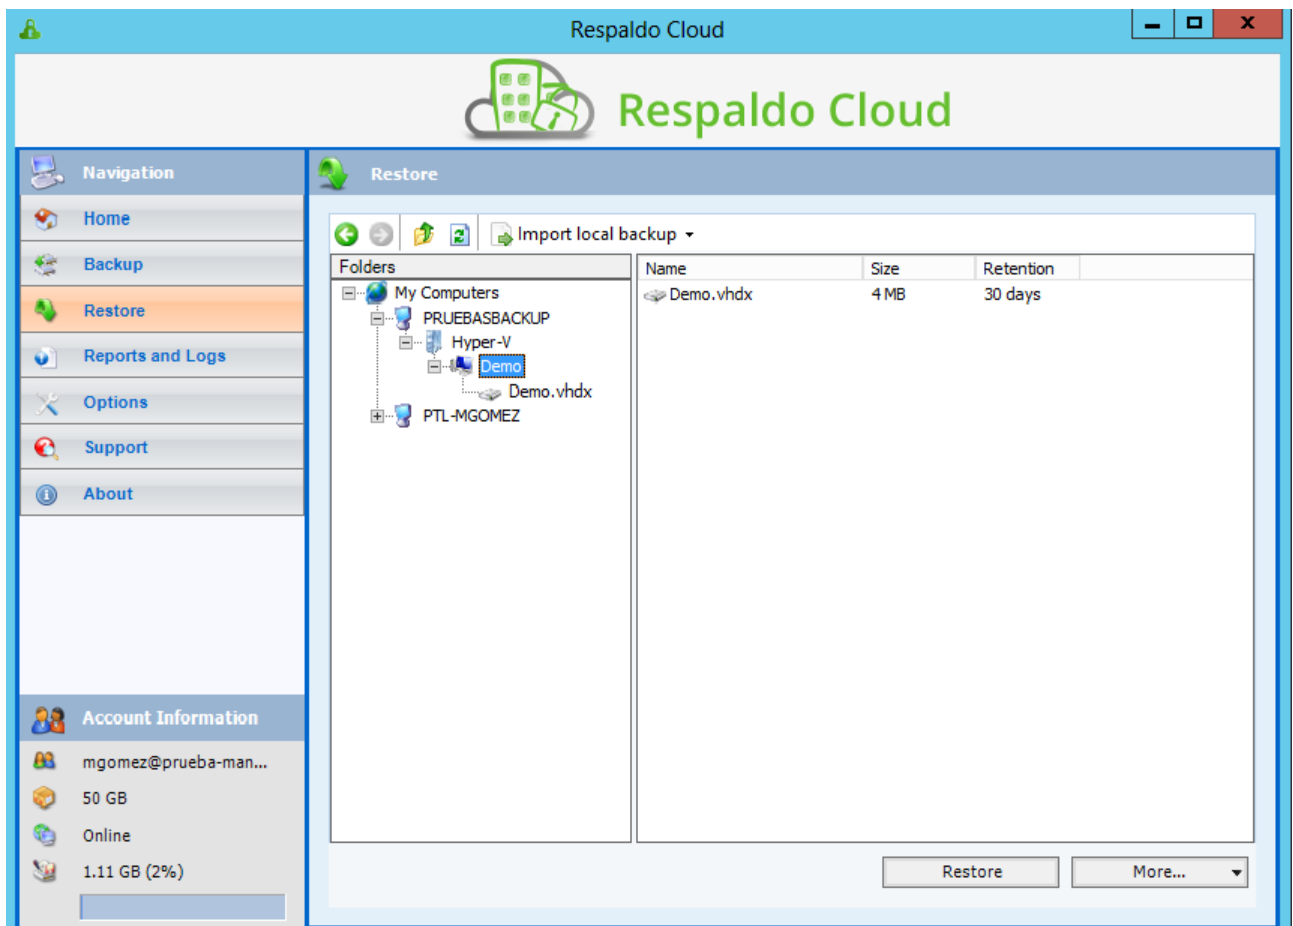 Respaldo Cloud
Respaldo Cloud
Navigation
Home
Backup
Restore
Reports and Logs
Options
Support
About
Account Information
mgomez@prueba-man...
50 GB
Online
1.11 GB (2%)
Restore
Import local backup
Folders
My Computers
PRUEBASBACKUP
Hyper-V
Demo
Demo.vhdx
PTL-MGOMEZ
Name Size Retention
Demo.vhdx 4 MB 30 days
Restore More...